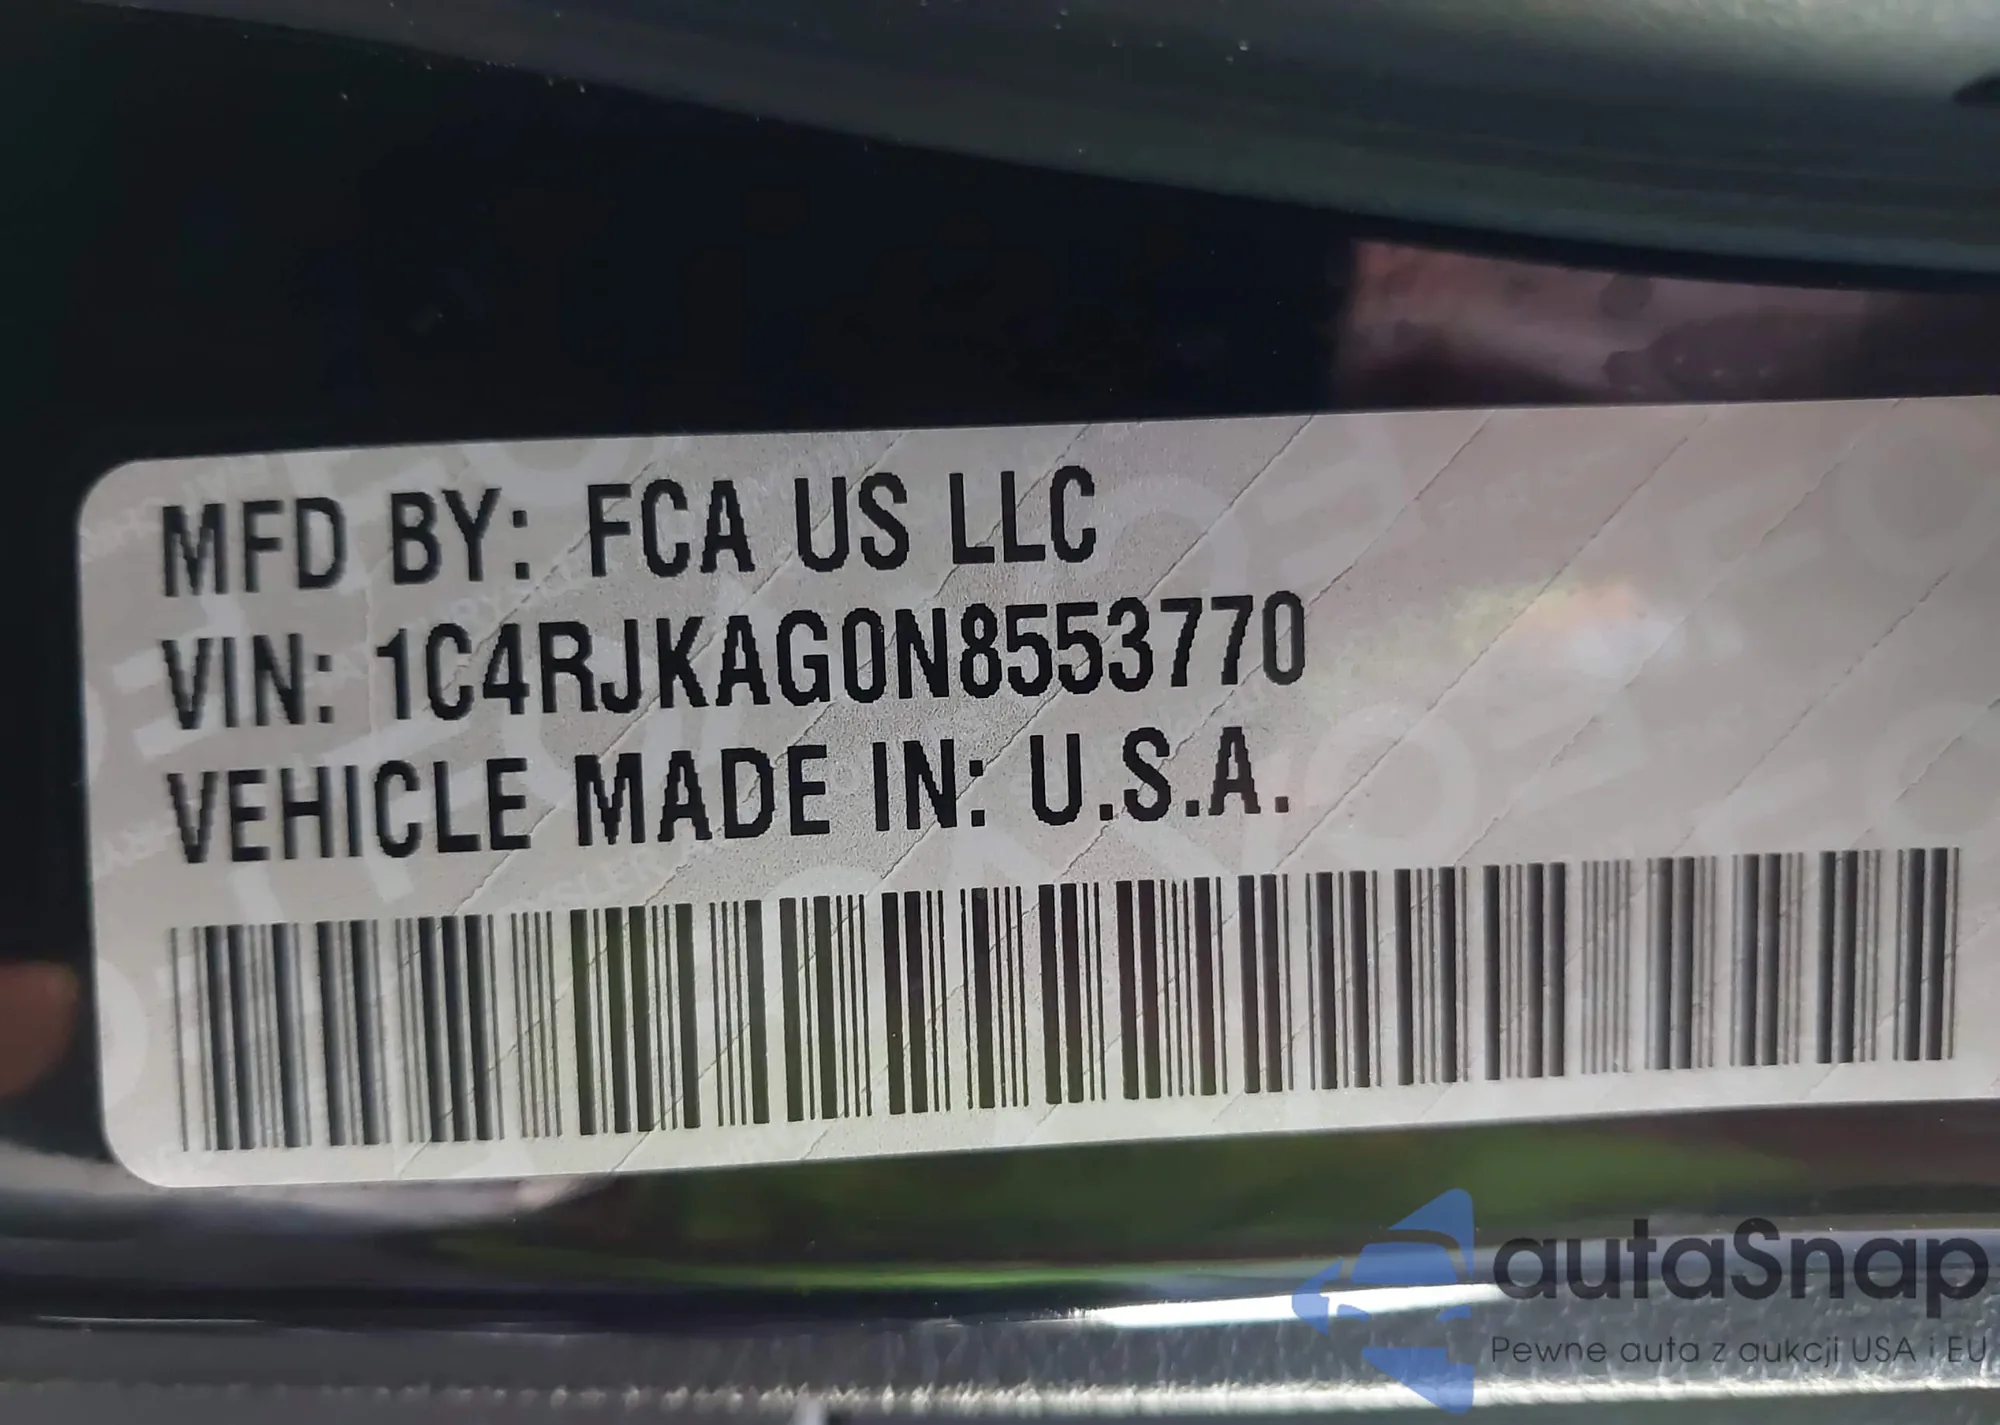 MFD BY: FCA US LLC
VIN: 1C4RJKAG0N8553770
VEHICLE MADE IN: U.S.A.
autaSnap
Pewne auta z aukcji USA i EU